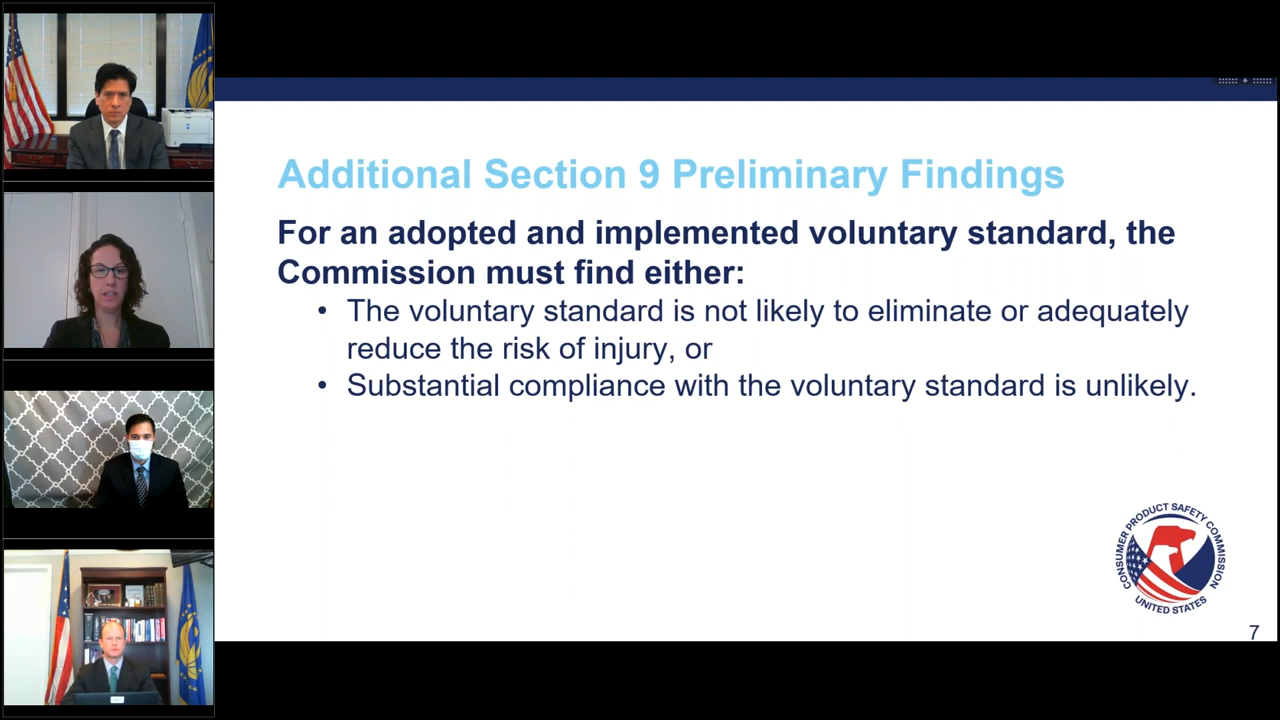 Additional Section 9 Preliminary Findings
For an adopted and implemented voluntary standard, the
Commission must find either:
• The voluntary standard is not likely to eliminate or adequately
reduce the risk of injury, or
• Substantial compliance with the voluntary standard is unlikely.
CONSUMER PRODUCT SAFETY COMMISSION
UNITED STATES
7